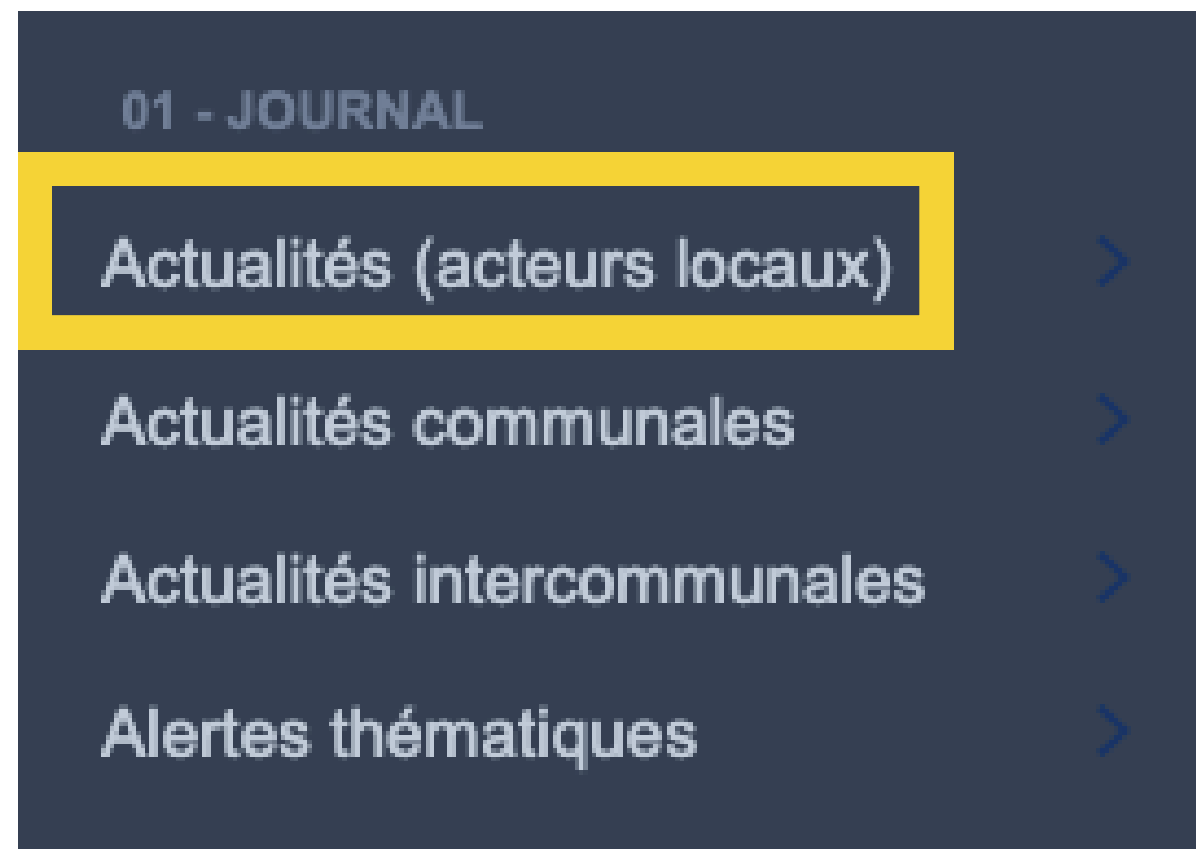 01 - JOURNAL
Actualités (acteurs locaux)
Actualités communales
Actualités intercommunales
Alertes thématiques